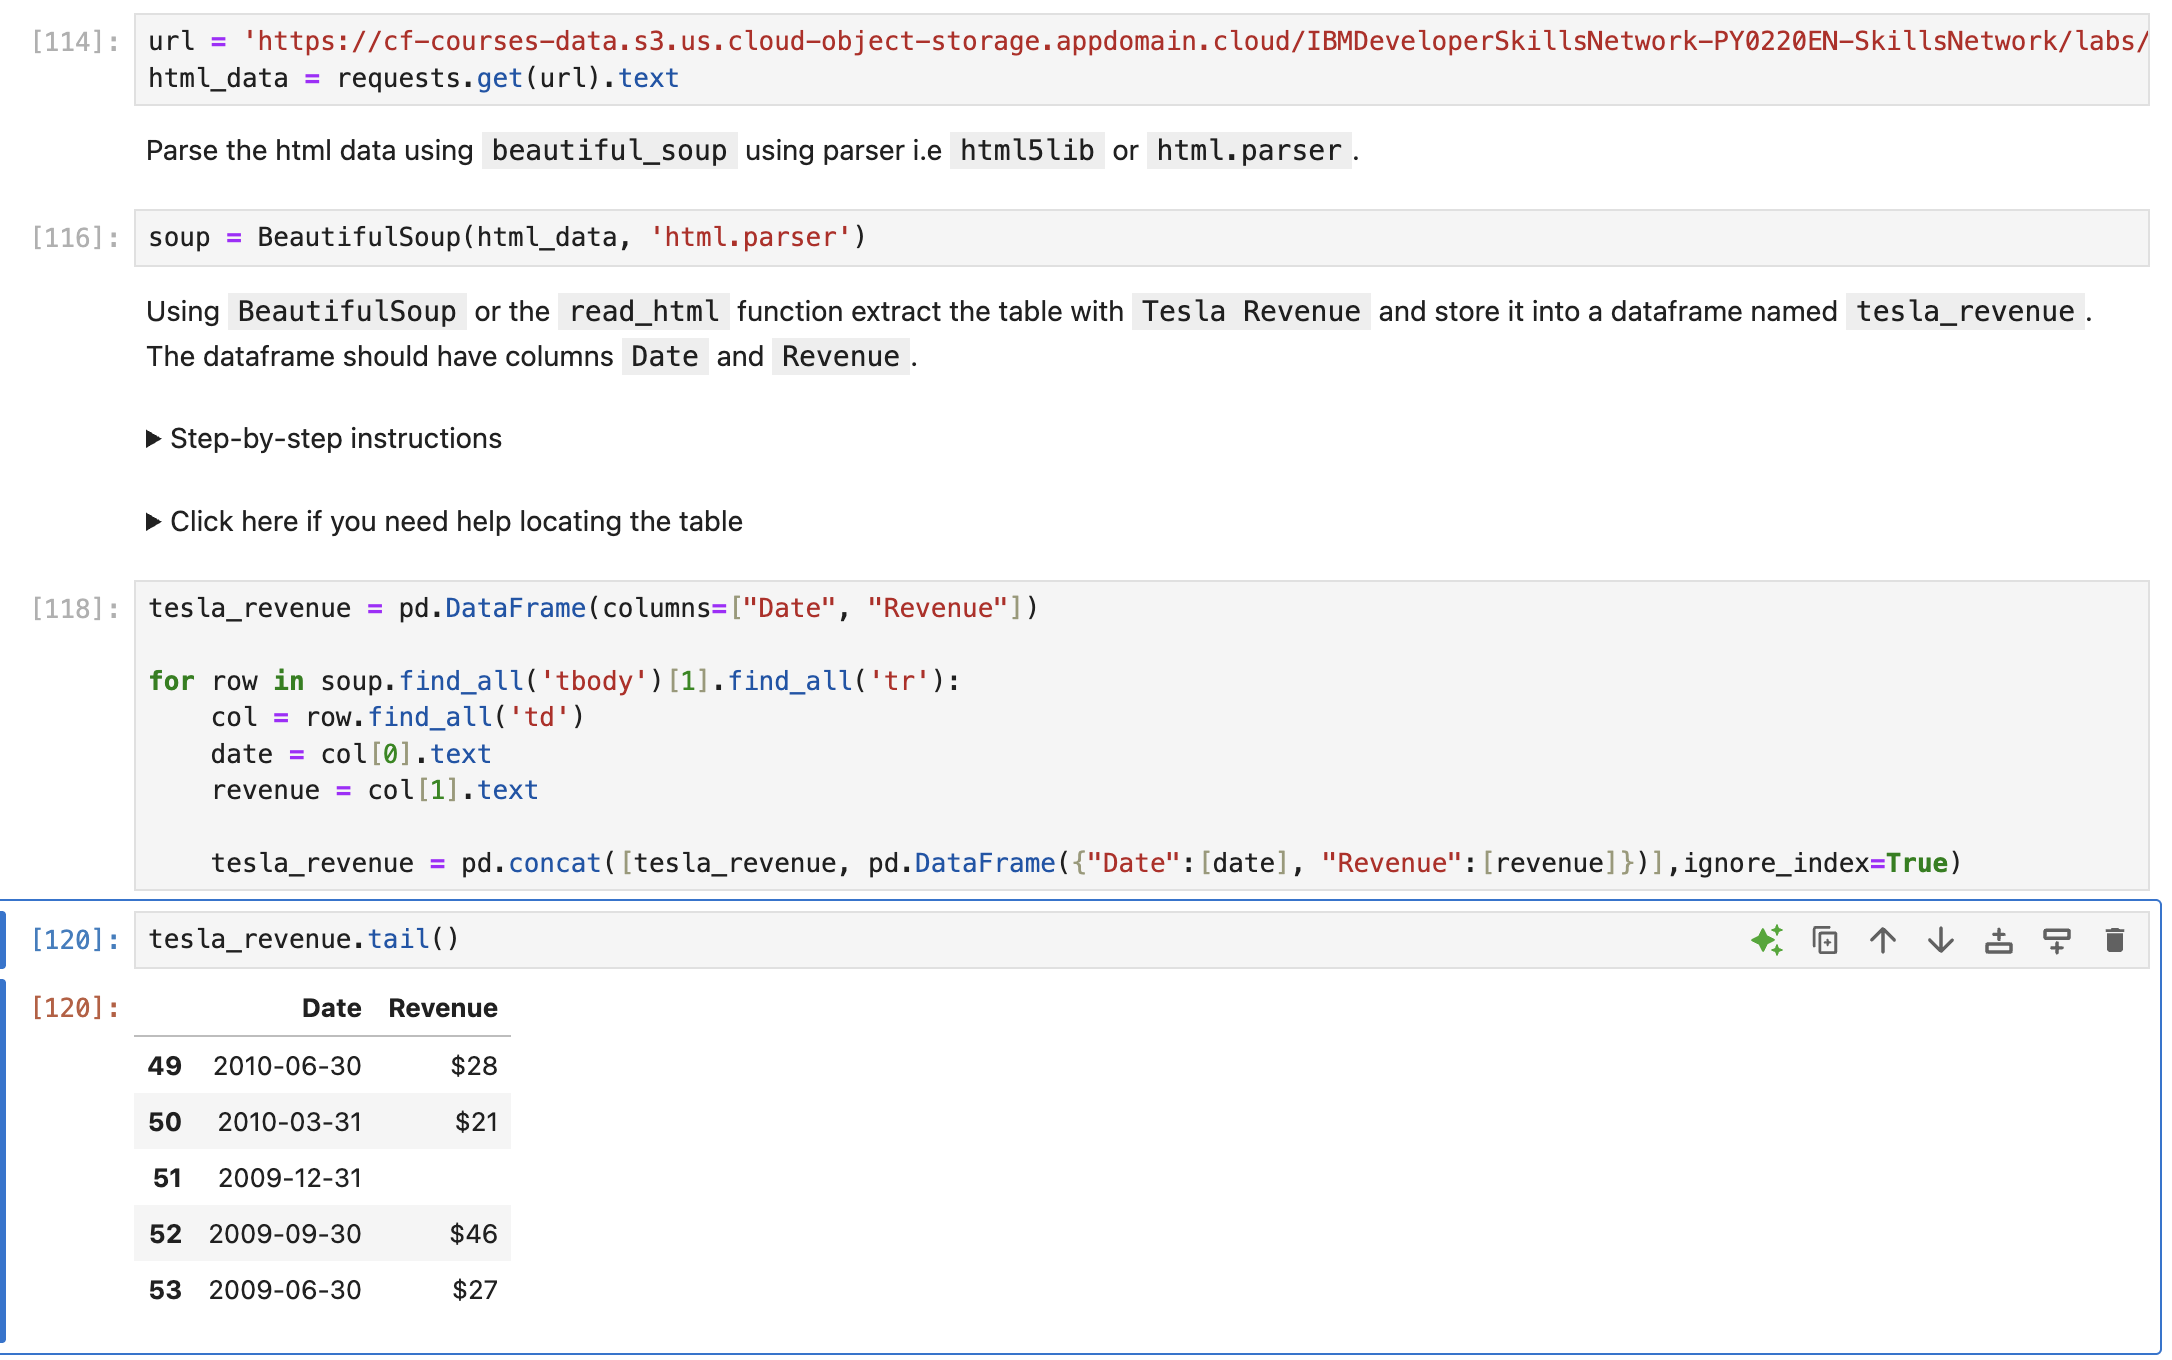 [114]: url = 'https://cf-courses-data.s3.us.cloud-object-storage.appdomain.cloud/IBMDeveloperSkillsNetwork-PY0220EN-SkillsNetwork/labs/
html_data = requests.get(url).text
Parse the html data using beautiful_soup using parser i.e html5lib or html.parser.
[116]: soup = BeautifulSoup(html_data, 'html.parser')
Using BeautifulSoup or the read_html function extract the table with Tesla Revenue and store it into a dataframe named tesla_revenue.
The dataframe should have columns Date and Revenue.
▶ Step-by-step instructions
▶ Click here if you need help locating the table
[118]: tesla_revenue = pd.DataFrame(columns=["Date", "Revenue"])
for row in soup.find_all('tbody')[1].find_all('tr'):
    col = row.find_all('td')
    date = col[0].text
    revenue = col[1].text
    tesla_revenue = pd.concat([tesla_revenue, pd.DataFrame({"Date":[date], "Revenue":[revenue]})],ignore_index=True)
[120]: tesla_revenue.tail()
[120]: Date Revenue
49 2010-06-30 $28
50 2010-03-31 $21
51 2009-12-31
52 2009-09-30 $46
53 2009-06-30 $27